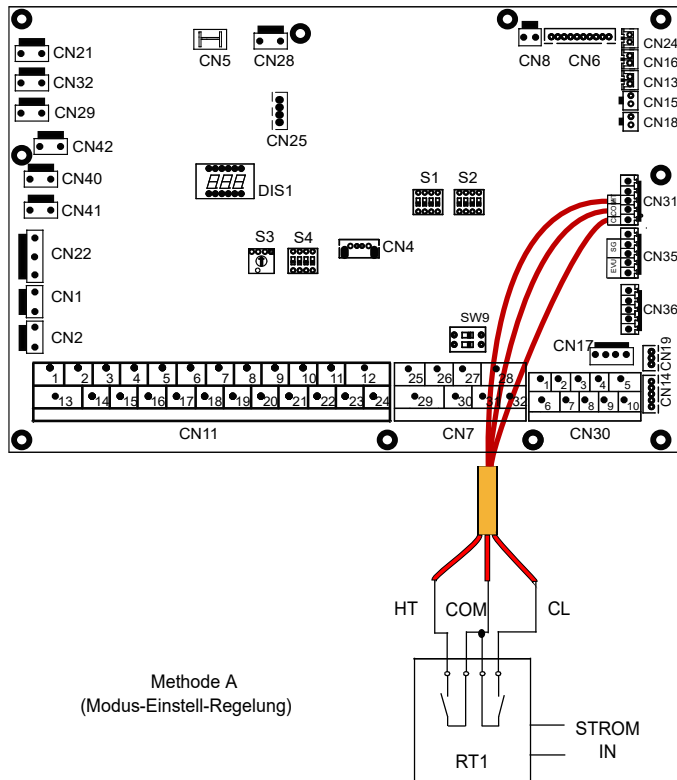 CN21
CN32
CN29
CN42
CN40
CN41
CN22
CN1
CN2
CN5
CN28
CN25
DIS1
S1
S2
S3
S4
CN4
SW9
CN8
CN6
CN24
CN16
CN13
CN15
CN18
CN31
CN35
SG
EVU
CN36
CN17
CN19
CN14
1 2 3 4 5 6 7 8 9 10 11 12
13 14 15 16 17 18 19 20 21 22 23 24
CN11
25 26 27 28
29 30 31 32
CN7
1 2 3 4 5
6 7 8 9 10
CN30
HT COM CL
Methode A
(Modus-Einstell-Regelung)
RT1
STROM
IN